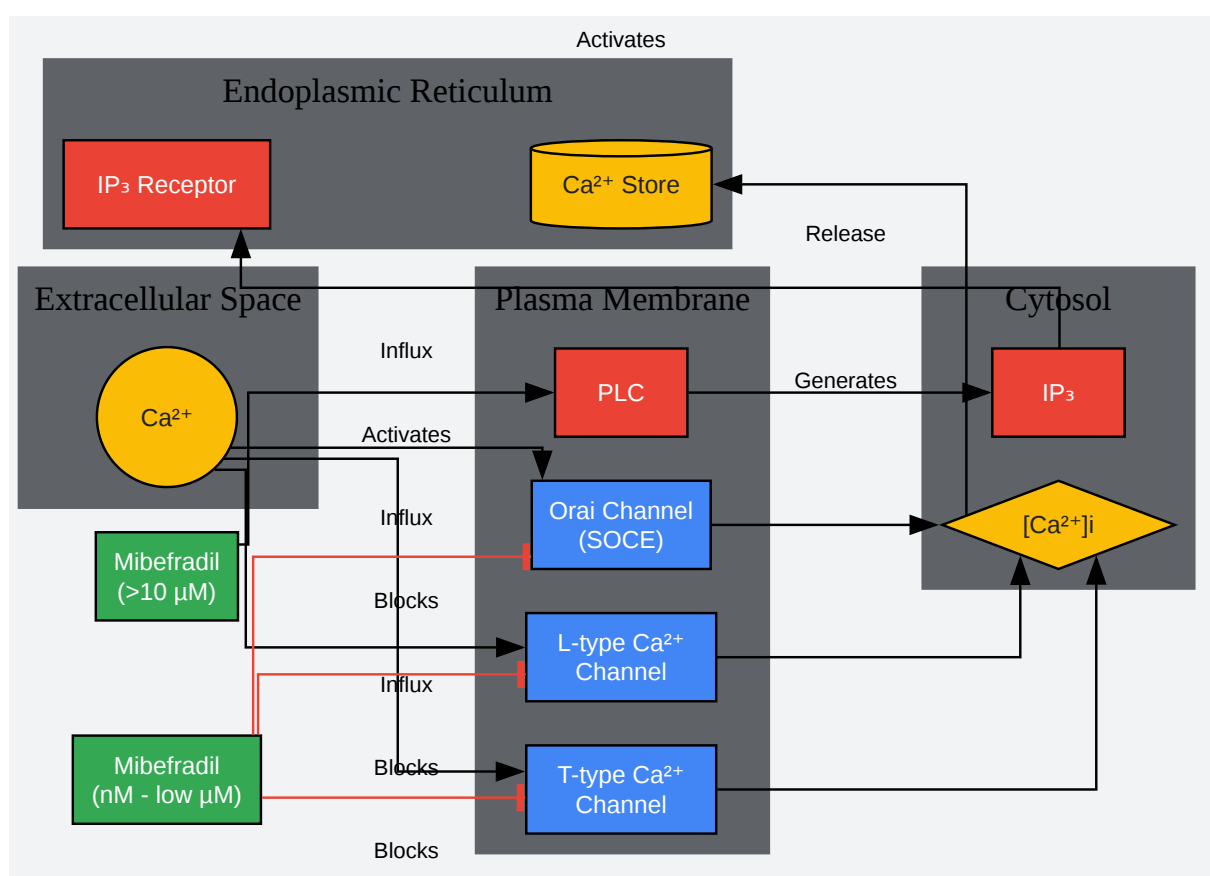 Activates
Endoplasmic Reticulum
IP₃ Receptor
Ca²⁺ Store
Release
Extracellular Space
Plasma Membrane
Cytosol
Influx
PLC
Generates
IP₃
Ca²⁺
Activates
Influx
Orai Channel
(SOCE)
[Ca²⁺]i
Mibefradil
(>10 µM)
Blocks
L-type Ca²⁺
Channel
Influx
Blocks
Mibefradil
(nM - low µM)
T-type Ca²⁺
Channel
Blocks